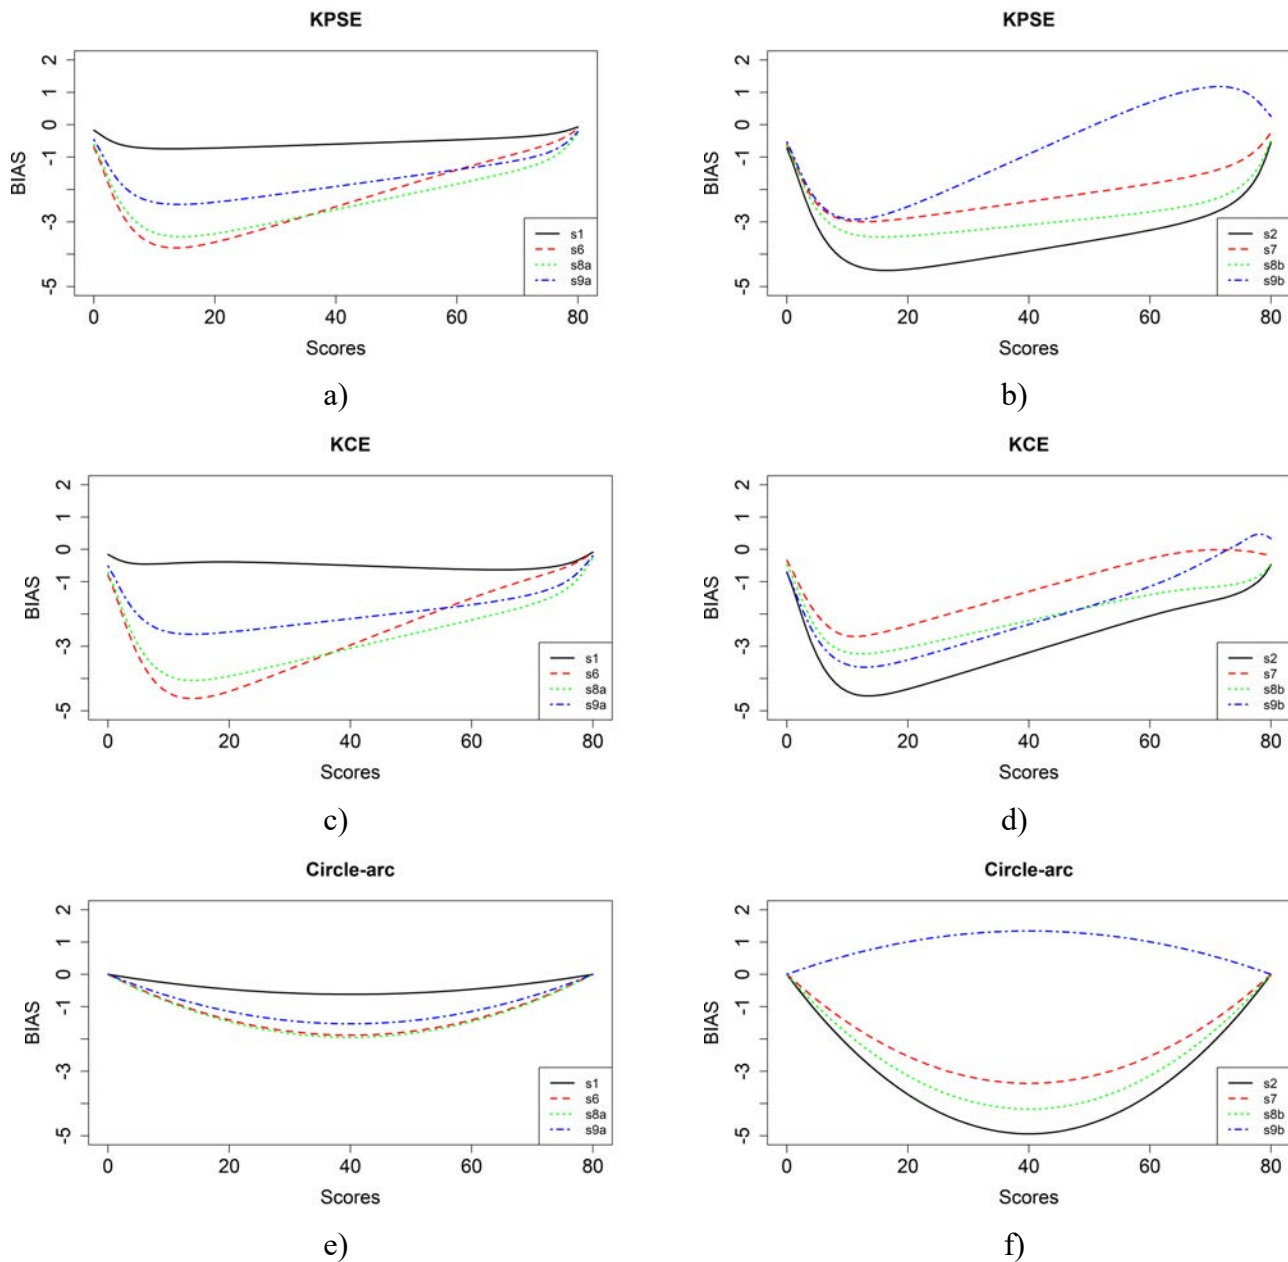 KPSE
BIAS
2
1
0
-1
-3
-5
0 20 40 60 80
Scores
s1
s6
s8a
s9a
a)
KPSE
BIAS
2
1
0
-1
-3
-5
0 20 40 60 80
Scores
s2
s7
s8b
s9b
b)
KCE
BIAS
2
1
0
-1
-3
-5
0 20 40 60 80
Scores
s1
s6
s8a
s9a
c)
KCE
BIAS
2
1
0
-1
-3
-5
0 20 40 60 80
Scores
s2
s7
s8b
s9b
d)
Circle-arc
BIAS
2
1
0
-1
-3
-5
0 20 40 60 80
Scores
s1
s6
s8a
s9a
e)
Circle-arc
BIAS
2
1
0
-1
-3
-5
0 20 40 60 80
Scores
s2
s7
s8b
s9b
f)